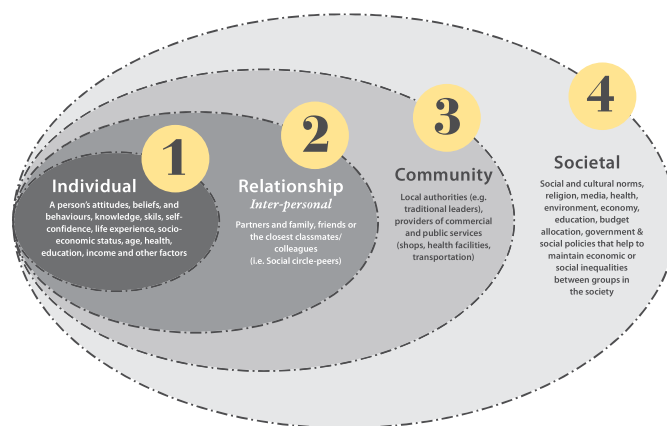 1
Individual
A person's attitudes, beliefs, and
behaviours, knowledge, skils, self-
confidence, life experience, socio-
economic status, age, health,
education, income and other factors
2
Relationship
Inter-personal
Partners and family, friends or
the closest classmates/
colleagues
(i.e. Social circle-peers)
3
Community
Local authorities (e.g.
traditional leaders),
providers of commercial
and public services
(shops, health facilities,
transportation)
4
Societal
Social and cultural norms,
religion, media, health,
environment, economy,
education, budget
allocation, government &
social policies that help to
maintain economic or
social inequalities
between groups in
the society